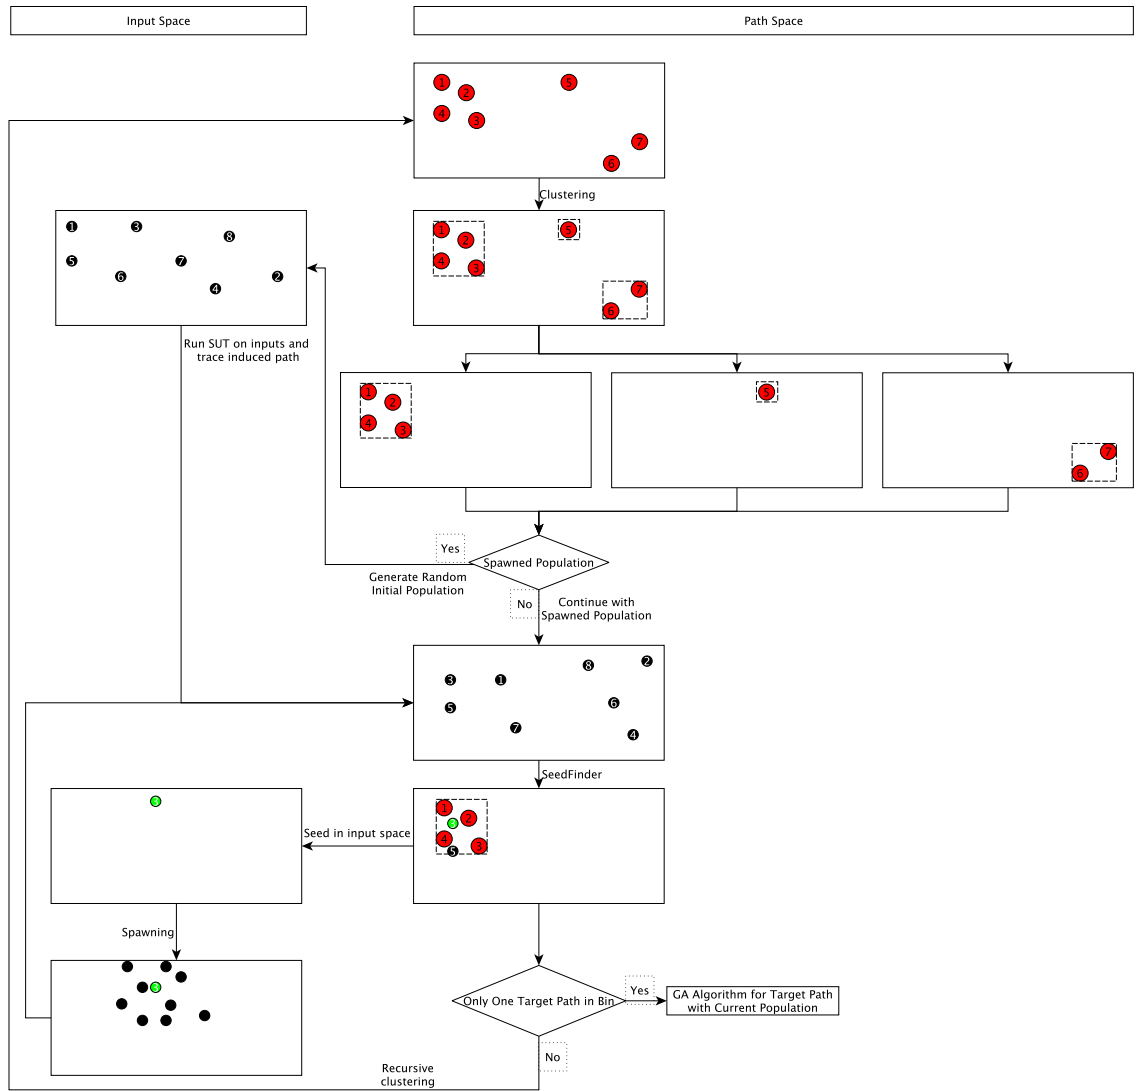 Input Space
Path Space
1
2
3
4
5
6
7
Clustering
1
2
3
4
5
6
7
1
3
8
5
6
7
4
2
Run SUT on inputs and
trace induced path
1
2
4
3
5
7
6
Yes
Spawned Population
Generate Random
Initial Population
No
Continue with
Spawned Population
3
1
8
2
5
7
6
4
SeedFinder
3
1
2
3
4
3
5
Seed in input space
Spawning
3
Only One Target Path in Bin
Yes
GA Algorithm for Target Path
with Current Population
No
Recursive
clustering